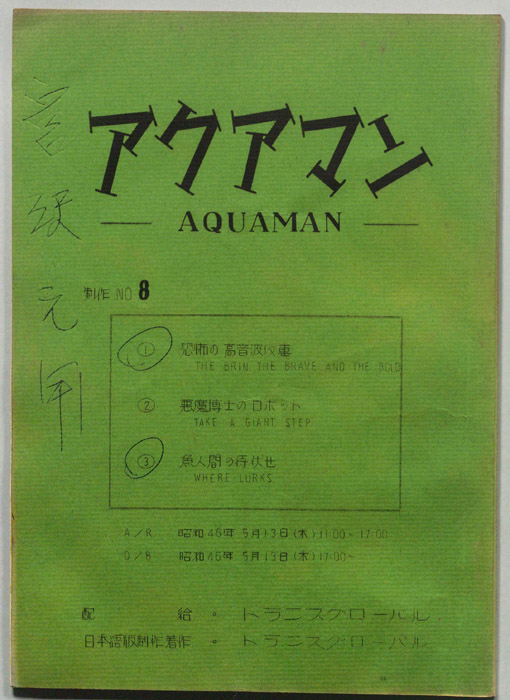 アクアマン
AQUAMAN
制作 NO 8
① 恐怖の高音波作戦
THE BRIN THE BRAVE AND THE BOLD
② 悪魔博士のロボット
TAKE A GIANT STEP
③ 魚人間の待伏せ
WHERE LURKS
A/R 昭和46年 5月13日(木)11:00~17:00
D/B 昭和46年 5月13日(木)17:00~
配給。トランスグローバル
日本語版制作著作。トランスグローバル